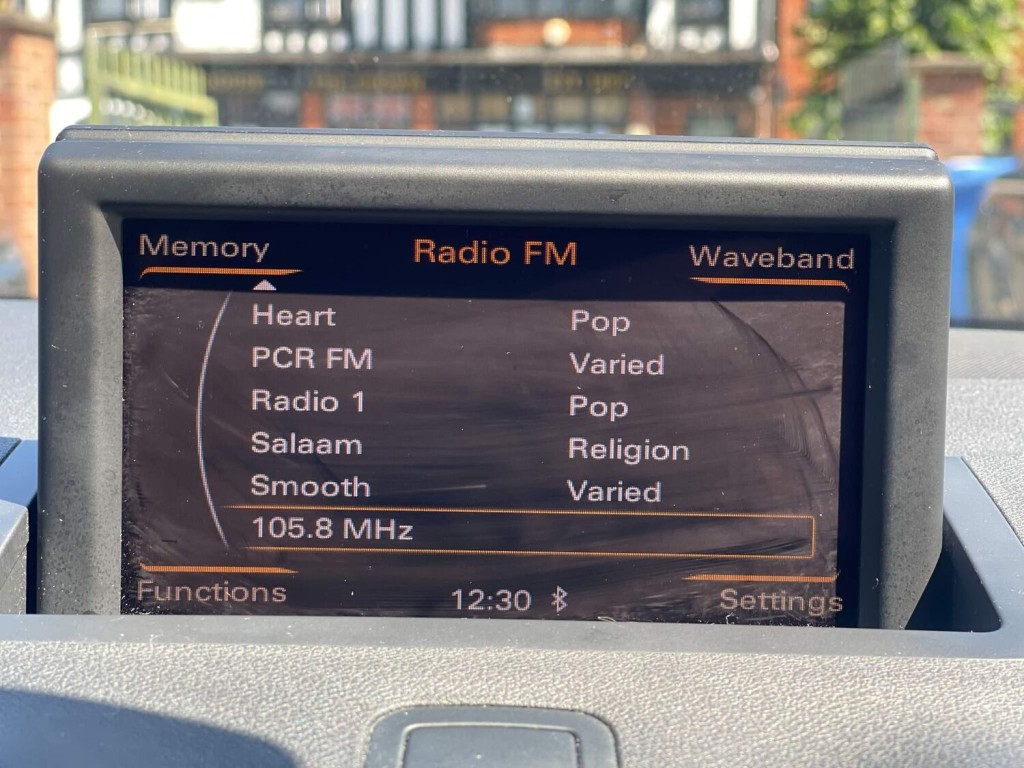 Memory Radio FM Waveband
Heart Pop
PCR FM Varied
Radio 1 Pop
Salaam Religion
Smooth Varied
105.8 MHz
Functions 12:30 Settings